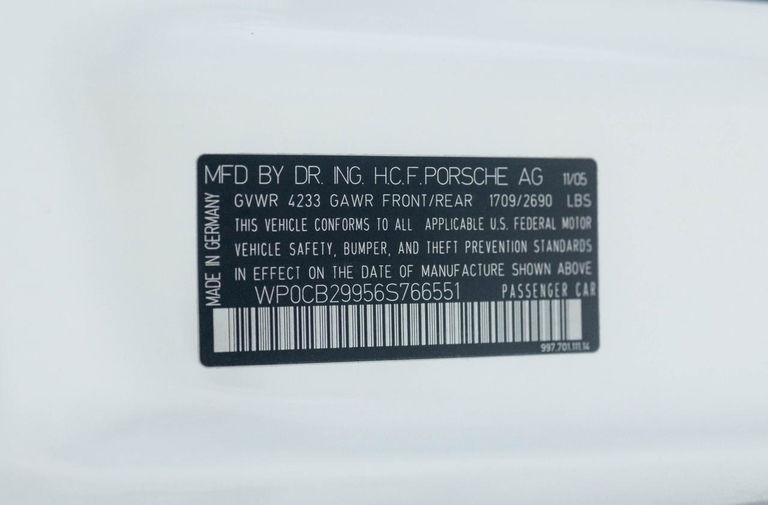 MFD BY DR. ING. H.C.F. PORSCHE AG 11/05
GVWR 4233 GAWR FRONT/REAR 1709/2690 LBS
THIS VEHICLE CONFORMS TO ALL APPLICABLE U.S. FEDERAL MOTOR
VEHICLE SAFETY, BUMPER, AND THEFT PREVENTION STANDARDS
IN EFFECT ON THE DATE OF MANUFACTURE SHOWN ABOVE
WP0CB29956S766551 PASSENGER CAR
997.701.111.14
MADE IN GERMANY